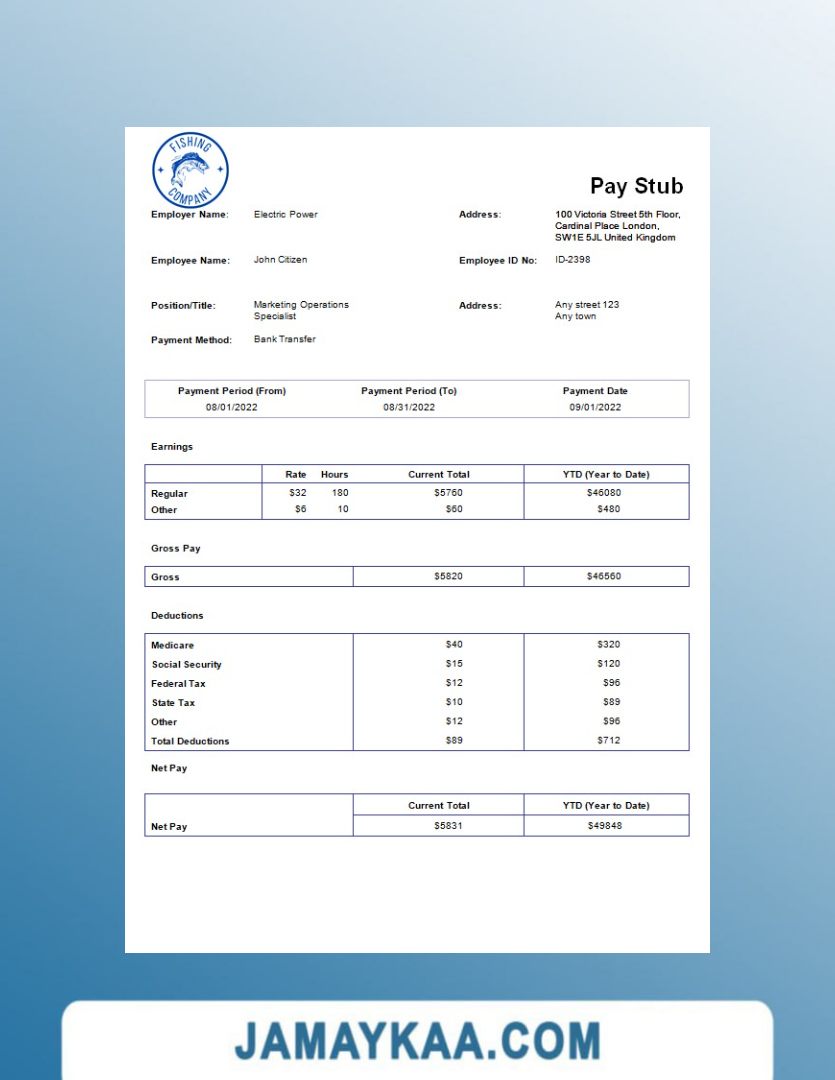 FISHING
COMPANY
Pay Stub
Employer Name: Electric Power Address: 100 Victoria Street 5th Floor,
Cardinal Place London,
SW1E 5JL United Kingdom
Employee Name: John Citizen Employee ID No: ID-2398
Position/Title: Marketing Operations Address: Any street 123
Specialist Any town
Payment Method: Bank Transfer
Payment Period (From) Payment Period (To) Payment Date
08/01/2022 08/31/2022 09/01/2022
Earnings
Rate Hours Current Total YTD (Year to Date)
Regular $32 180 $5760 $46080
Other $6 10 $60 $480
Gross Pay
Gross $5820 $46560
Deductions
Medicare $40 $320
Social Security $15 $120
Federal Tax $12 $96
State Tax $10 $89
Other $12 $96
Total Deductions $89 $712
Net Pay
Current Total YTD (Year to Date)
Net Pay $5831 $49848
JAMAYKAA.COM